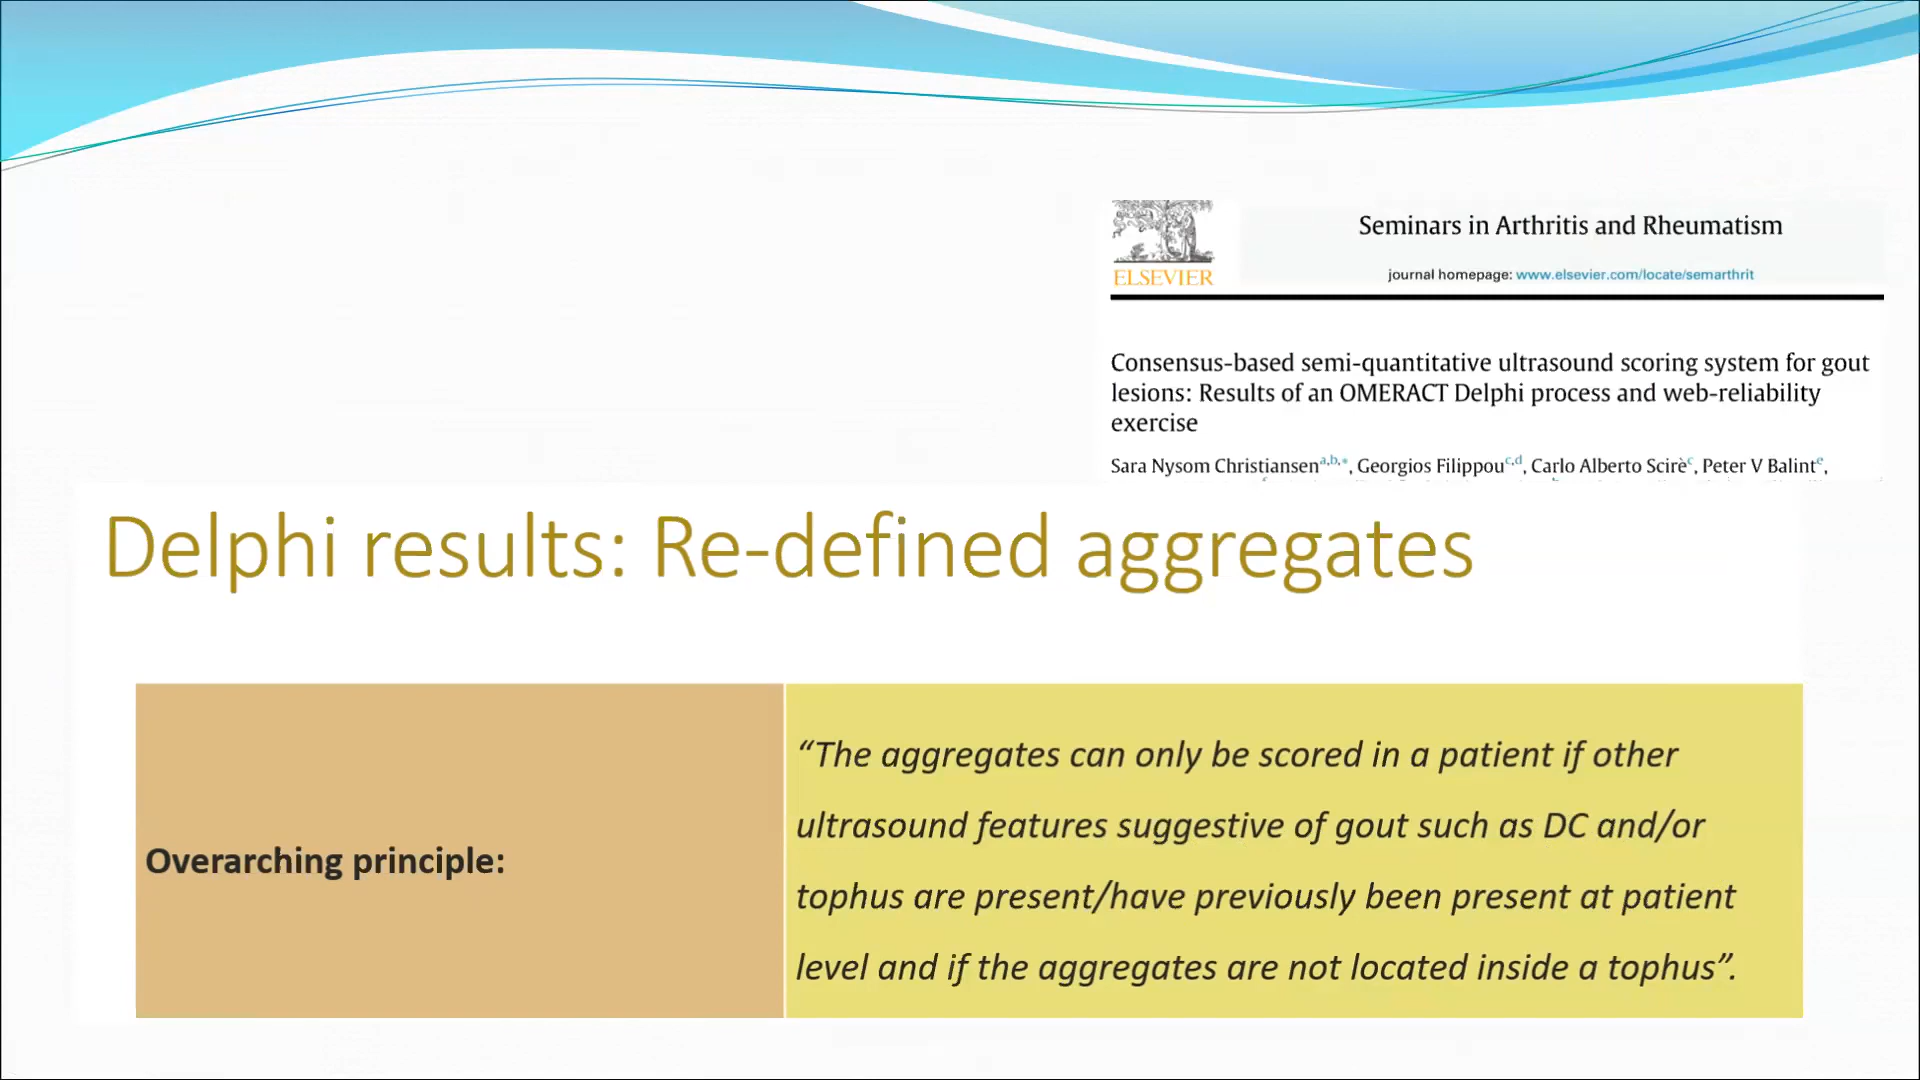 ELSEVIER
Seminars in Arthritis and Rheumatism
journal homepage: www.elsevier.com/locate/semarthrit
Consensus-based semi-quantitative ultrasound scoring system for gout
lesions: Results of an OMERACT Delphi process and web-reliability
exercise
Sara Nysom Christiansen a,b,*, Georgios Filippou c,d, Carlo Alberto Scirè c, Peter V Balint e,
Delphi results: Re-defined aggregates
Overarching principle:
“The aggregates can only be scored in a patient if other
ultrasound features suggestive of gout such as DC and/or
tophus are present/have previously been present at patient
level and if the aggregates are not located inside a tophus”.